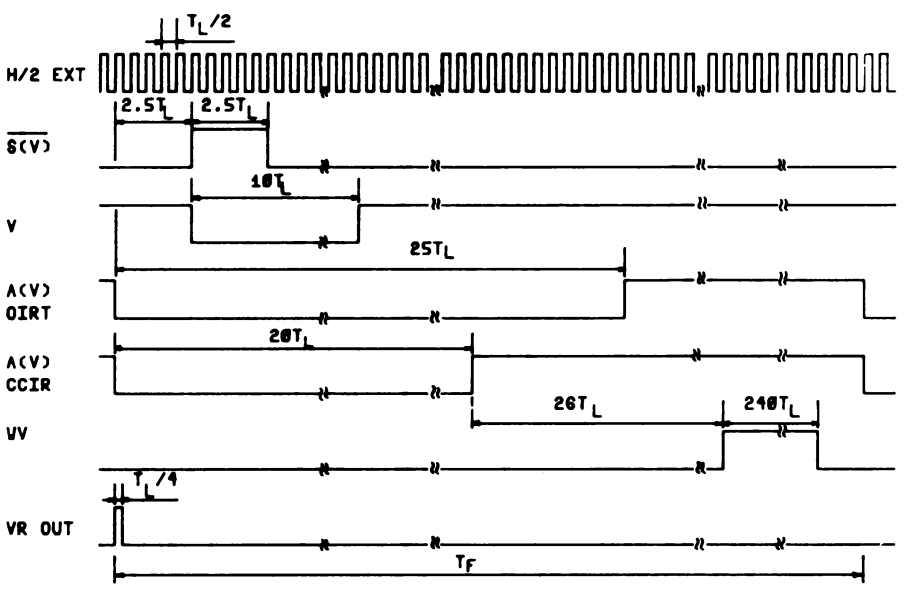 T_L/2
H/2 EXT
2.5T_L 2.5T_L
S(V)
10T_L
V
25T_L
A(V)
OIRT
20T_L
A(V)
CCIR
26T_L 240T_L
WV
T_L/4
VR OUT
T_F